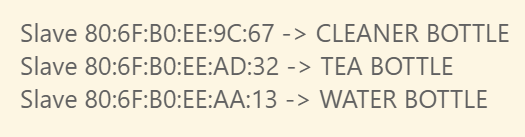 Slave 80:6F:B0:EE:9C:67 -> CLEANER BOTTLE
Slave 80:6F:B0:EE:AD:32 -> TEA BOTTLE
Slave 80:6F:B0:EE:AA:13 -> WATER BOTTLE